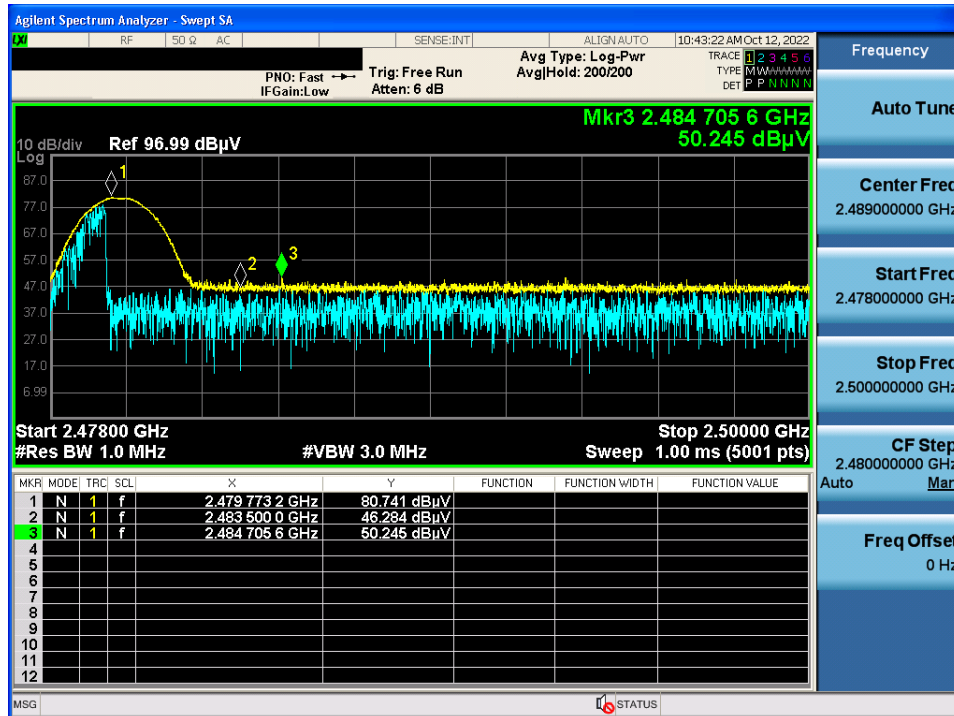 Agilent Spectrum Analyzer - Swept SA
LXI RF 50 Ω AC SENSE:INT ALIGN AUTO 10:43:22 AM Oct 12, 2022
PNO: Fast Trig: Free Run Avg Type: Log-Pwr TRACE 1 2 3 4 5 6
IFGain:Low Atten: 6 dB Avg|Hold: 200/200 TYPE M WWWWW
DET P P N N N N
Mkr3 2.484 705 6 GHz
50.245 dBµV
10 dB/div Ref 96.99 dBµV
Log
87.0
77.0
67.0
57.0
47.0
37.0
27.0
17.0
6.99
1
2
3
Start 2.47800 GHz Stop 2.50000 GHz
#Res BW 1.0 MHz #VBW 3.0 MHz Sweep 1.00 ms (5001 pts)
MKR MODE TRC SCL X Y FUNCTION FUNCTION WIDTH FUNCTION VALUE
1 N 1 f 2.479 773 2 GHz 80.741 dBµV
2 N 1 f 2.483 500 0 GHz 46.284 dBµV
3 N 1 f 2.484 705 6 GHz 50.245 dBµV
4
5
6
7
8
9
10
11
12
MSG STATUS
Frequency
Auto Tune
Center Freq
2.489000000 GHz
Start Freq
2.478000000 GHz
Stop Freq
2.500000000 GHz
CF Step
2.480000000 GHz
Auto Man
Freq Offset
0 Hz